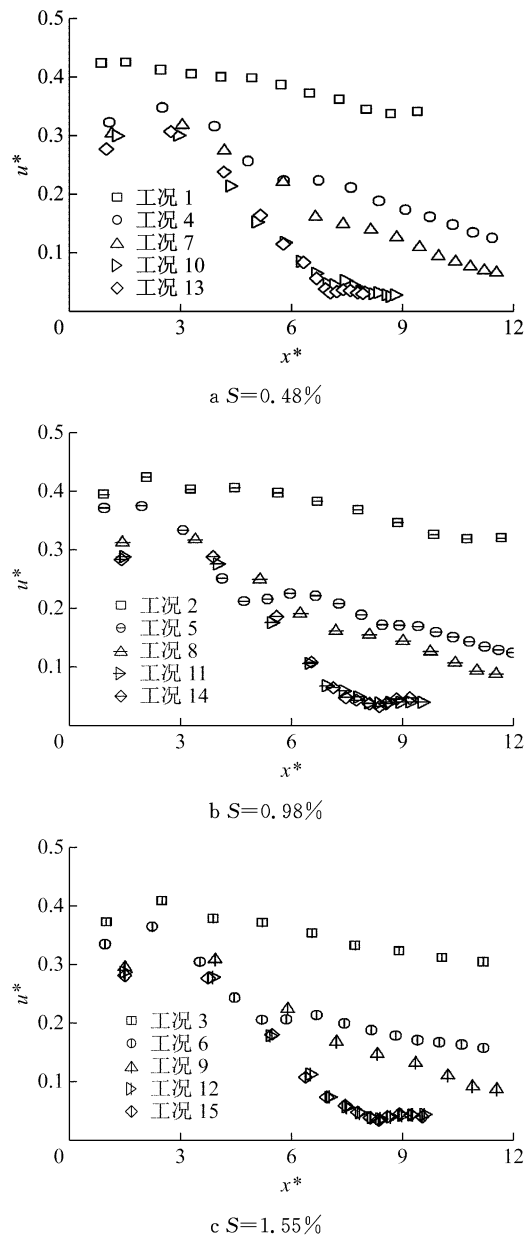 0.5
0.4
0.3
u*
0.2
0.1
工况 1
工况 4
工况 7
工况 10
工况 13
0 3 6 9 12
x*
a S=0.48%
0.5
0.4
0.3
u*
0.2
0.1
工况 2
工况 5
工况 8
工况 11
工况 14
0 3 6 9 12
x*
b S=0.98%
0.5
0.4
0.3
u*
0.2
0.1
工况 3
工况 6
工况 9
工况 12
工况 15
0 3 6 9 12
x*
c S=1.55%